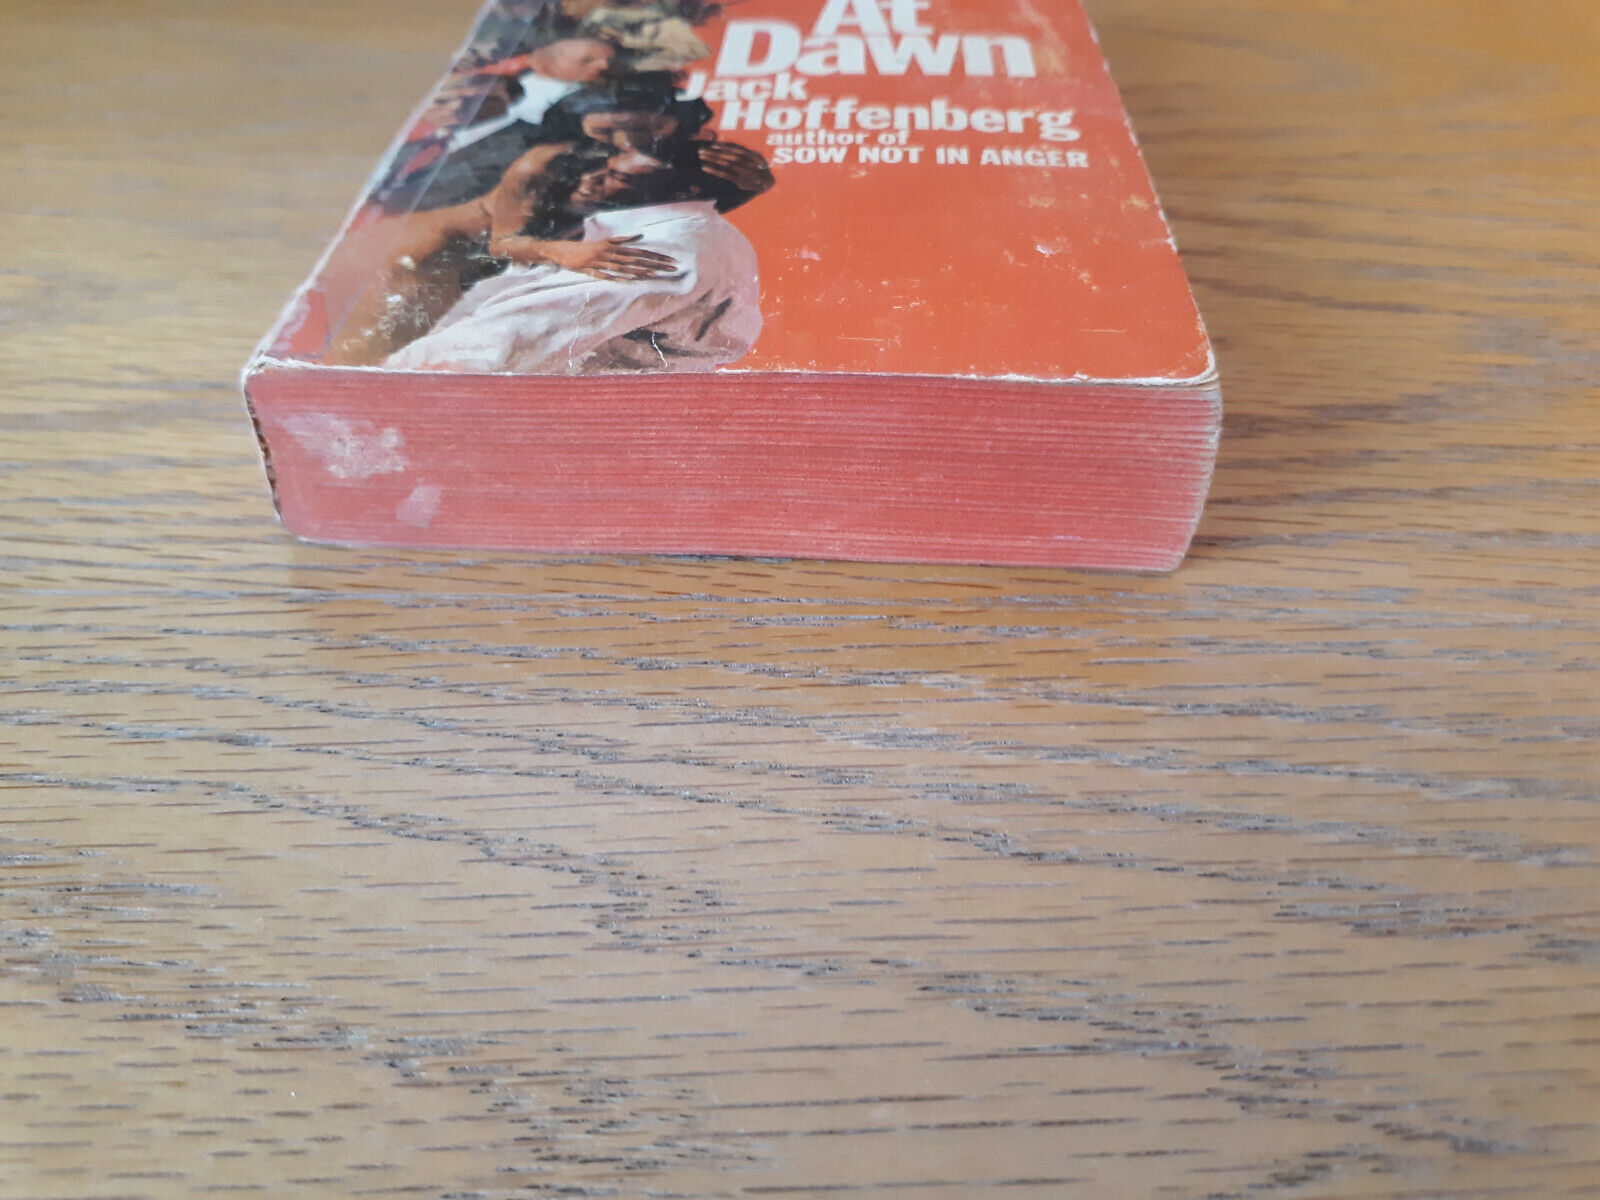 At
Dawn
Jack
Hoffenberg
author of
SOW NOT IN ANGER